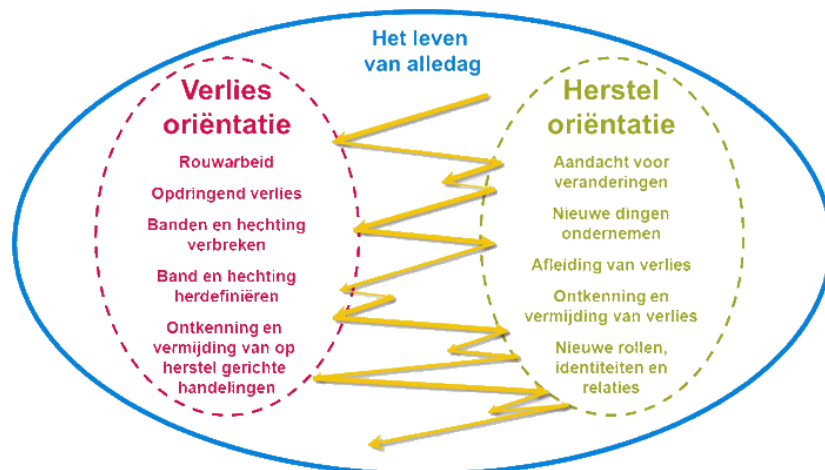 Het leven
van alledag
Verlies
oriëntatie
Rouwarbeid
Opdringend verlies
Banden en hechting
verbreken
Band en hechting
herdefiniëren
Ontkenning en
vermijding van op
herstel gerichte
handelingen
Herstel
oriëntatie
Aandacht voor
veranderingen
Nieuwe dingen
ondernemen
Afleiding van verlies
Ontkenning en
vermijding van verlies
Nieuwe rollen,
identiteiten en
relaties